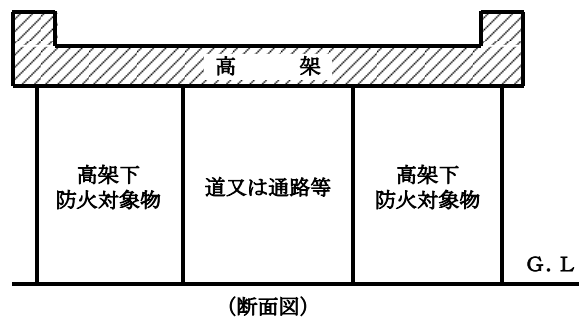 高　　架
高架下
防火対象物
道又は通路等
高架下
防火対象物
G. L
(断面図)